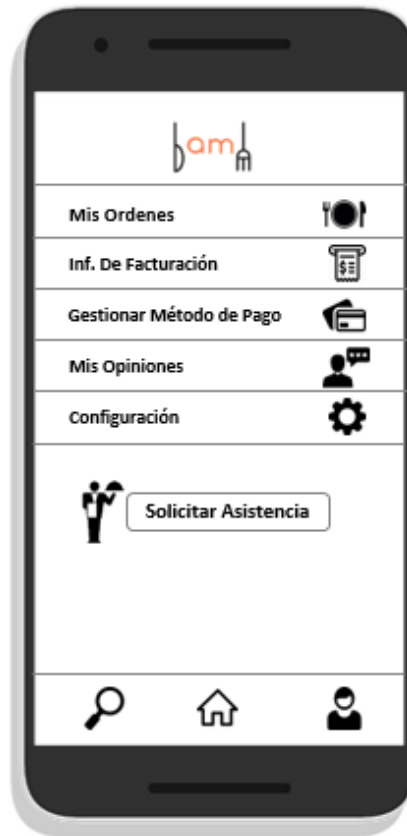 bam
Mis Ordenes
Inf. De Facturación
Gestionar Método de Pago
Mis Opiniones
Configuración
Solicitar Asistencia